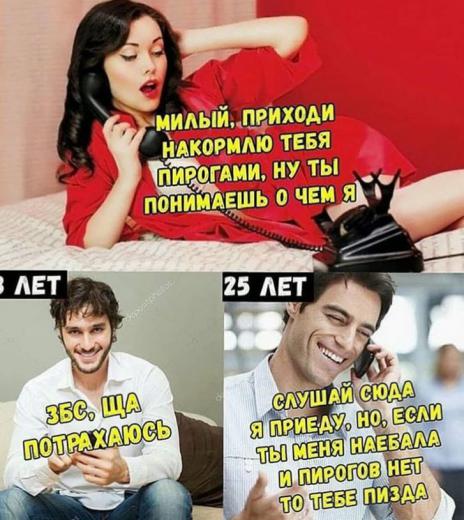 МИЛЫЙ, ПРИХОДИ
НАКОРМЛЮ ТЕБЯ
ПИРОГАМИ, НУ ТЫ
ПОНИМАЕШЬ О ЧЕМ Я
ЛЕТ
25 ЛЕТ
ЗБС, ЩА
ПОТРАХАЮСЬ
СЛУШАЙ СЮДА
Я ПРИЕДУ, НО, ЕСЛИ
ТЫ МЕНЯ НАЕБАЛА
И ПИРОГОВ НЕТ
ТО ТЕБЕ ПИЗДА